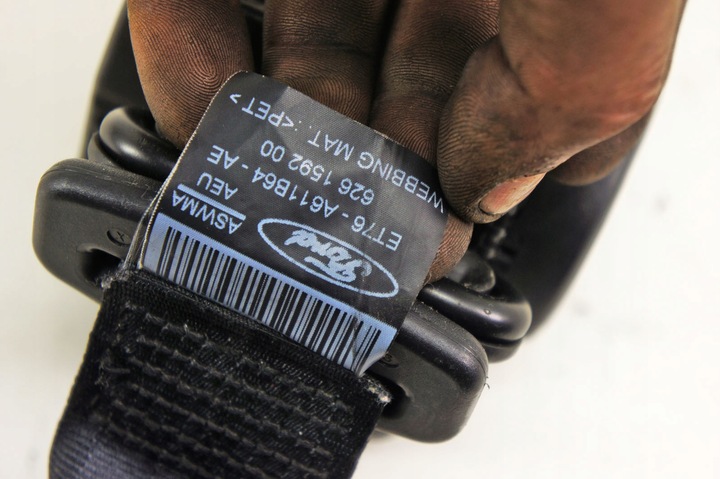 Ford
ASWMA
AEU
ET76 - A611B64 - AE
626 1592 00
WEBBING MAT.: <PET>